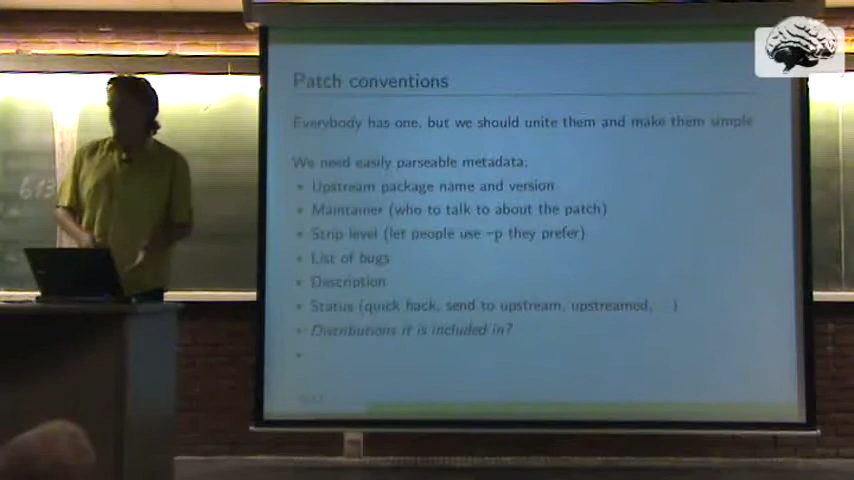 Patch conventions
Everybody has one, but we should unite them and make them simple
We need easily parseable metadata:
Upstream package name and version
Maintainer (who to talk to about the patch)
Strip level (let people use -p they prefer)
List of bugs
Description
Status (quick hack, send to upstream, upstreamed, ... )
Distributions it is included in?
613